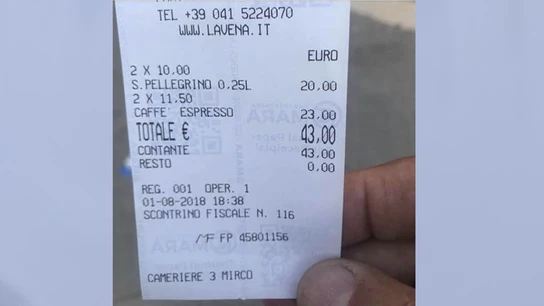 TEL +39 041 5224070
WWW.LAVENA.IT
EURO
2 X 10,00
S.PELLEGRINO 0.25L 20,00
2 X 11,50
CAFFE' ESPRESSO 23,00
TOTALE € 43,00
CONTANTE 43,00
RESTO 0,00
REG. 001 OPER. 1
01-08-2018 18:38
SCONTRINO FISCALE N. 116
MF FP 45801156
CAMERIERE 3 MIRCO